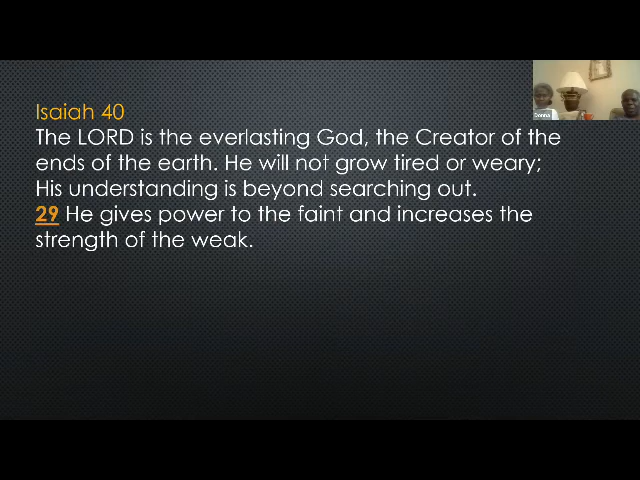 Isaiah 40
The LORD is the everlasting God, the Creator of the
ends of the earth. He will not grow tired or weary;
His understanding is beyond searching out.
29 He gives power to the faint and increases the
strength of the weak.
Donna